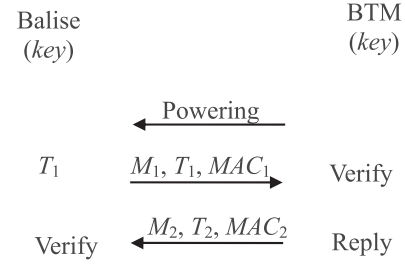 Balise
(key)
BTM
(key)
Powering
T₁
M₁, T₁, MAC₁
Verify
M₂, T₂, MAC₂
Verify
Reply